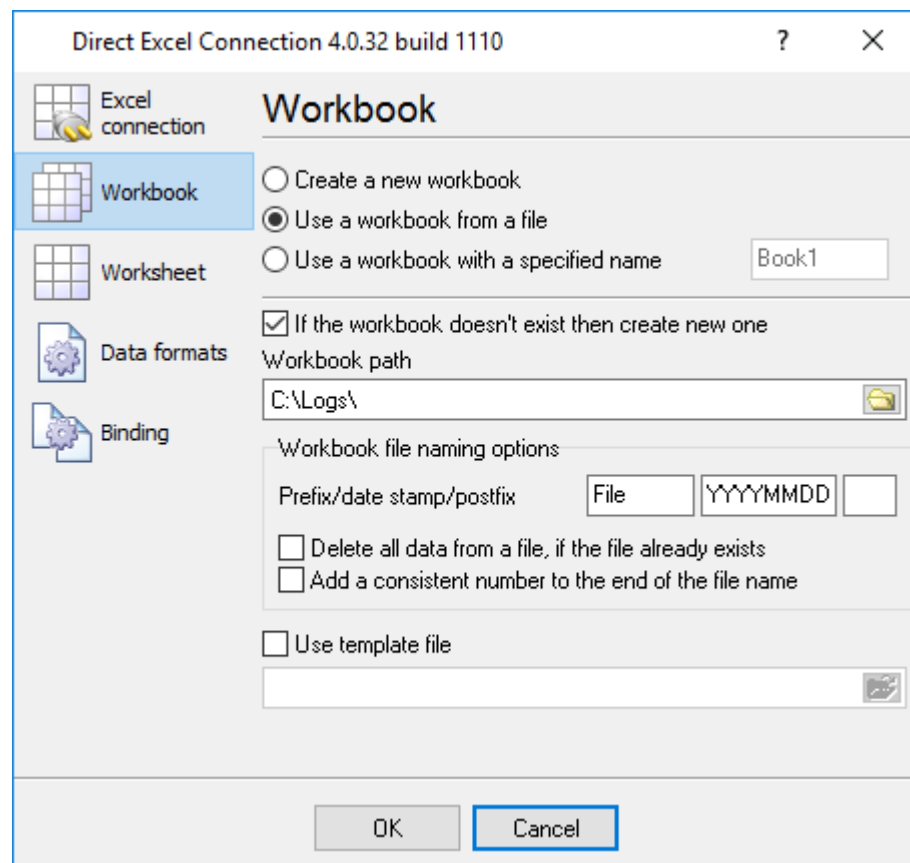 Direct Excel Connection 4.0.32 build 1110 ?
Excel
connection
Workbook
Worksheet
Data formats
Binding
Workbook
Create a new workbook
Use a workbook from a file
Use a workbook with a specified name Book1
If the workbook doesn't exist then create new one
Workbook path
C:\Logs\
Workbook file naming options
Prefix/date stamp/postfix File YYYYMMDD
Delete all data from a file, if the file already exists
Add a consistent number to the end of the file name
Use template file
OK Cancel